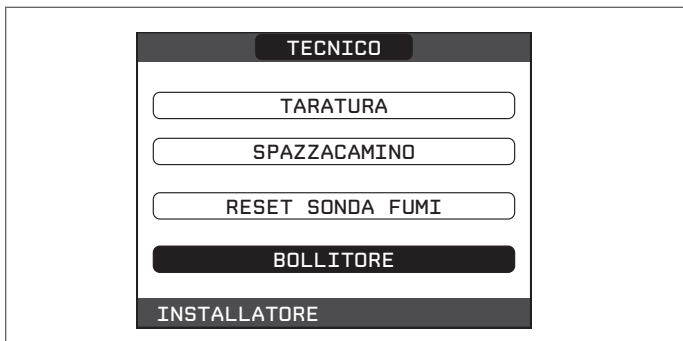 TECNICO
TARATURA
SPAZZACAMINO
RESET SONDA FUMI
BOLLITORE
INSTALLATORE